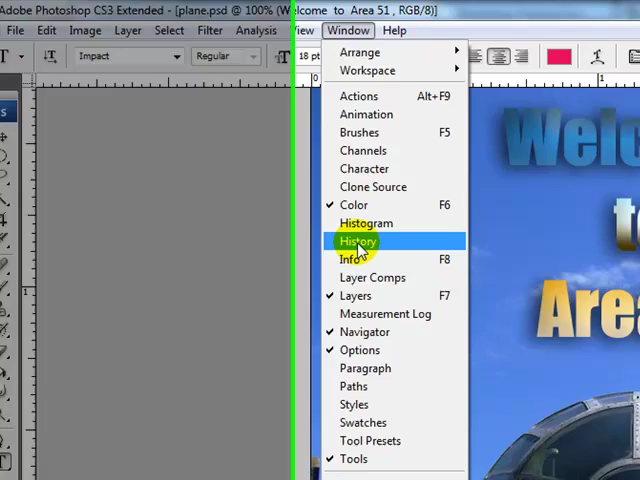 Adobe Photoshop CS3 Extended - [plane.psd @ 100% (Welcome to Area 51 , RGB/8)]
File Edit Image Layer Select Filter Analysis View Window Help
Impact Regular 18 pt
Arrange
Workspace
Actions Alt+F9
Animation
Brushes F5
Channels
Character
Clone Source
Color F6
Histogram
History
Info F8
Layer Comps
Layers F7
Measurement Log
Navigator
Options
Paragraph
Paths
Styles
Swatches
Tool Presets
Tools
0 1
1
Welc
to
Area